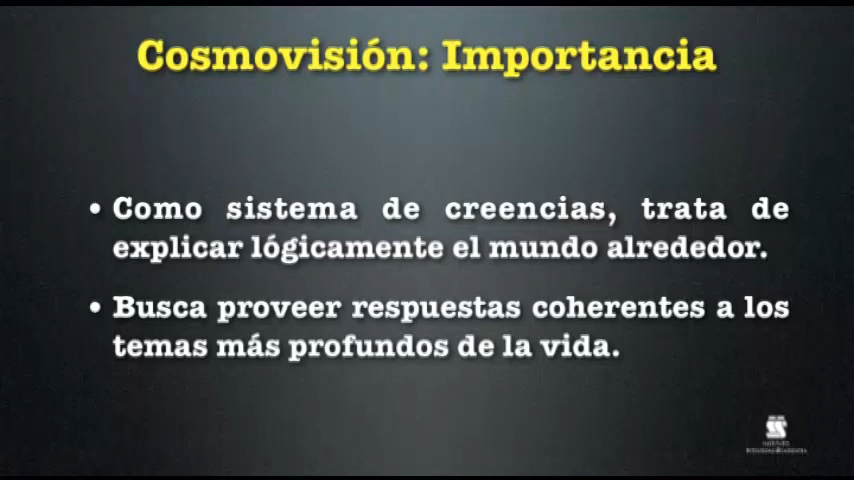 Cosmovisión: Importancia
• Como sistema de creencias, trata de
explicar lógicamente el mundo alrededor.
• Busca proveer respuestas coherentes a los
temas más profundos de la vida.